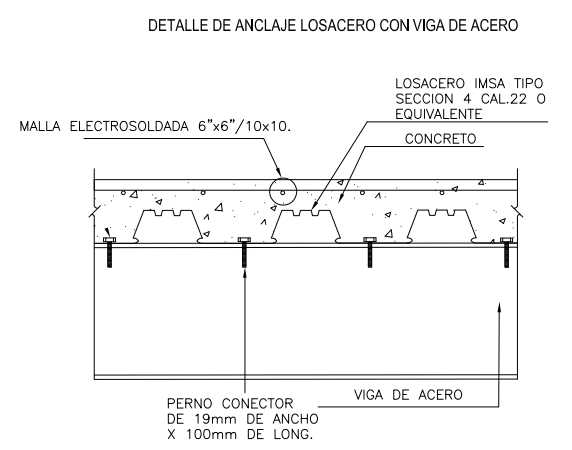 DETALLE DE ANCLAJE LOSACERO CON VIGA DE ACERO
LOSACERO IMSA TIPO
SECCION 4 CAL.22 O
EQUIVALENTE
MALLA ELECTROSOLDADA 6"x6"/10x10.
CONCRETO
PERNO CONECTOR
DE 19mm DE ANCHO
X 100mm DE LONG.
VIGA DE ACERO